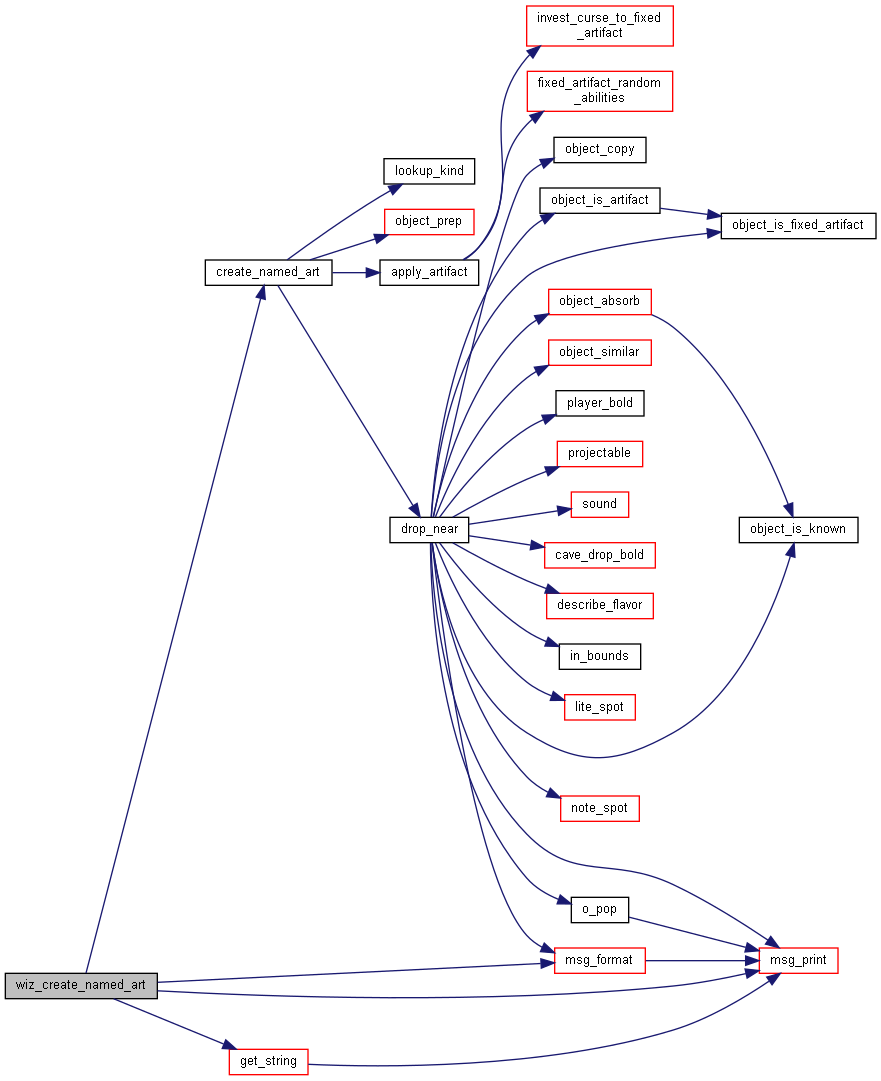 invest_curse_to_fixed
_artifact
fixed_artifact_random
_abilities
object_copy
lookup_kind
object_is_artifact
object_prep
object_is_fixed_artifact
create_named_art
apply_artifact
object_absorb
object_similar
player_bold
projectable
sound
drop_near
object_is_known
cave_drop_bold
describe_flavor
in_bounds
lite_spot
note_spot
o_pop
msg_format
msg_print
wiz_create_named_art
get_string